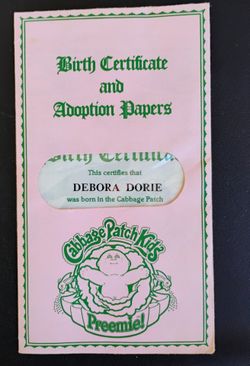 Birth Certificate
and
Adoption Papers
This certifies that
DEBORA DORIE
was born in the Cabbage Patch
Cabbage Patch Kids
Preemie!